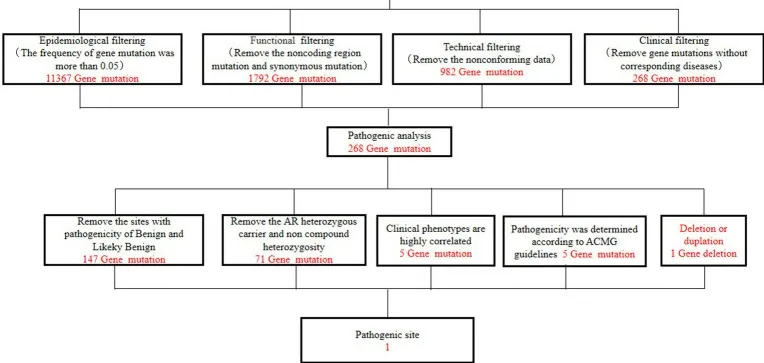 Epidemiological filtering
（The frequency of gene mutation was
more than 0.05）
11367 Gene mutation
Functional filtering
（Remove the noncoding region
mutation and synonymous mutation）
1792 Gene mutation
Technical filtering
（Remove the nonconforming data）
982 Gene mutation
Clinical filtering
（Remove gene mutations without
corresponding diseases）
268 Gene mutation
Pathogenic analysis
268 Gene mutation
Remove the sites with
pathogenicity of Benign and
Likeky Benign
147 Gene mutation
Remove the AR heterozygous
carrier and non compound
heterozygosity
71 Gene mutation
Clinical phenotypes are
highly correlated
5 Gene mutation
Pathogenicity was determined
according to ACMG
guidelines 5 Gene mutation
Deletion or
duplation
1 Gene deletion
Pathogenic site
1